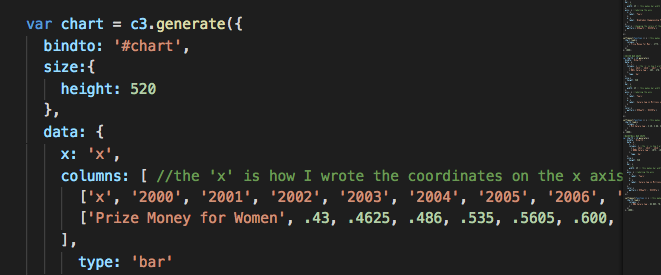 var chart = c3.generate({
bindto: '#chart',
size:{
height: 520
},
data: {
x: 'x',
columns: [ //the 'x' is how I wrote the coordinates on the x axis
['x', '2000', '2001', '2002', '2003', '2004', '2005', '2006', '
['Prize Money for Women', .43, .4625, .486, .535, .5605, .600,
],
type: 'bar'